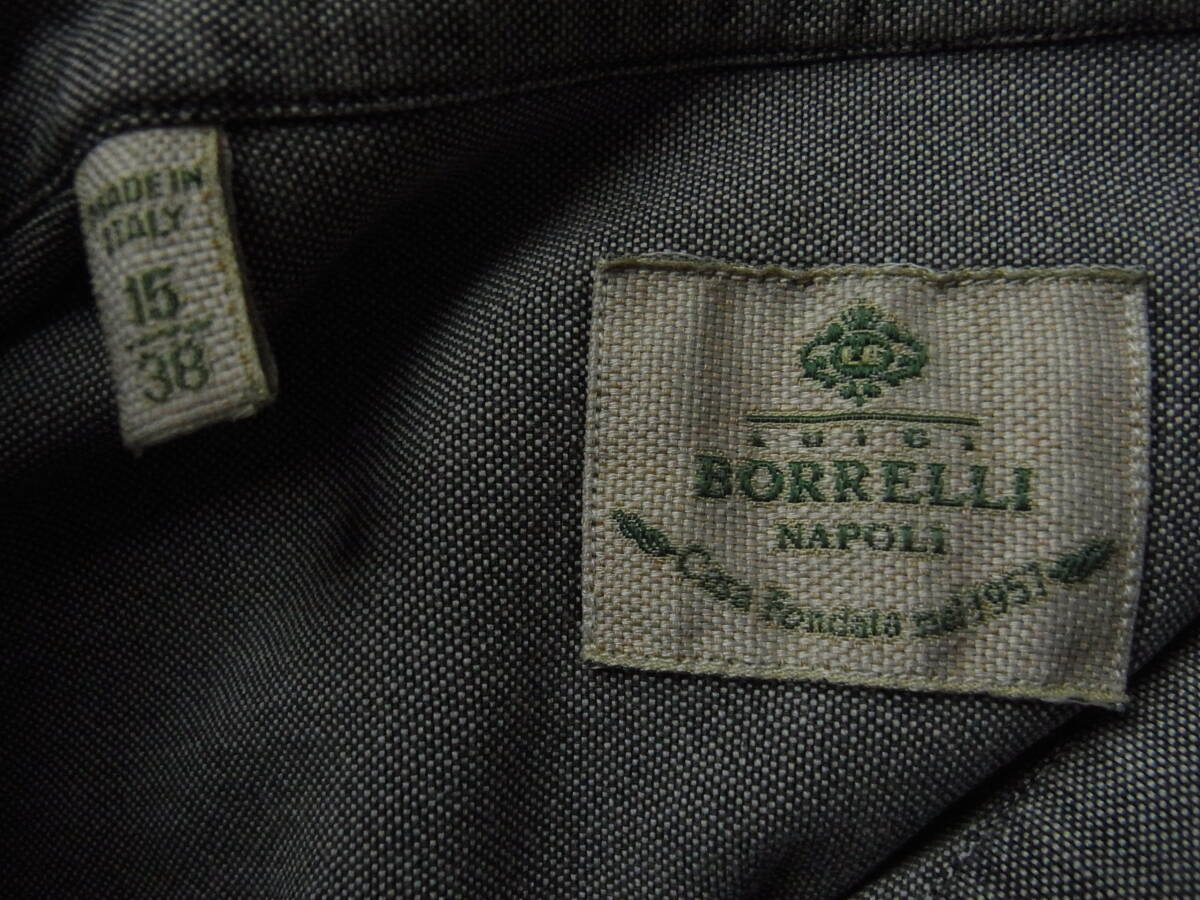 MADE IN
ITALY
15
38
LB
LUIGI
BORRELLI
NAPOLI
Casa fondata nel 1957